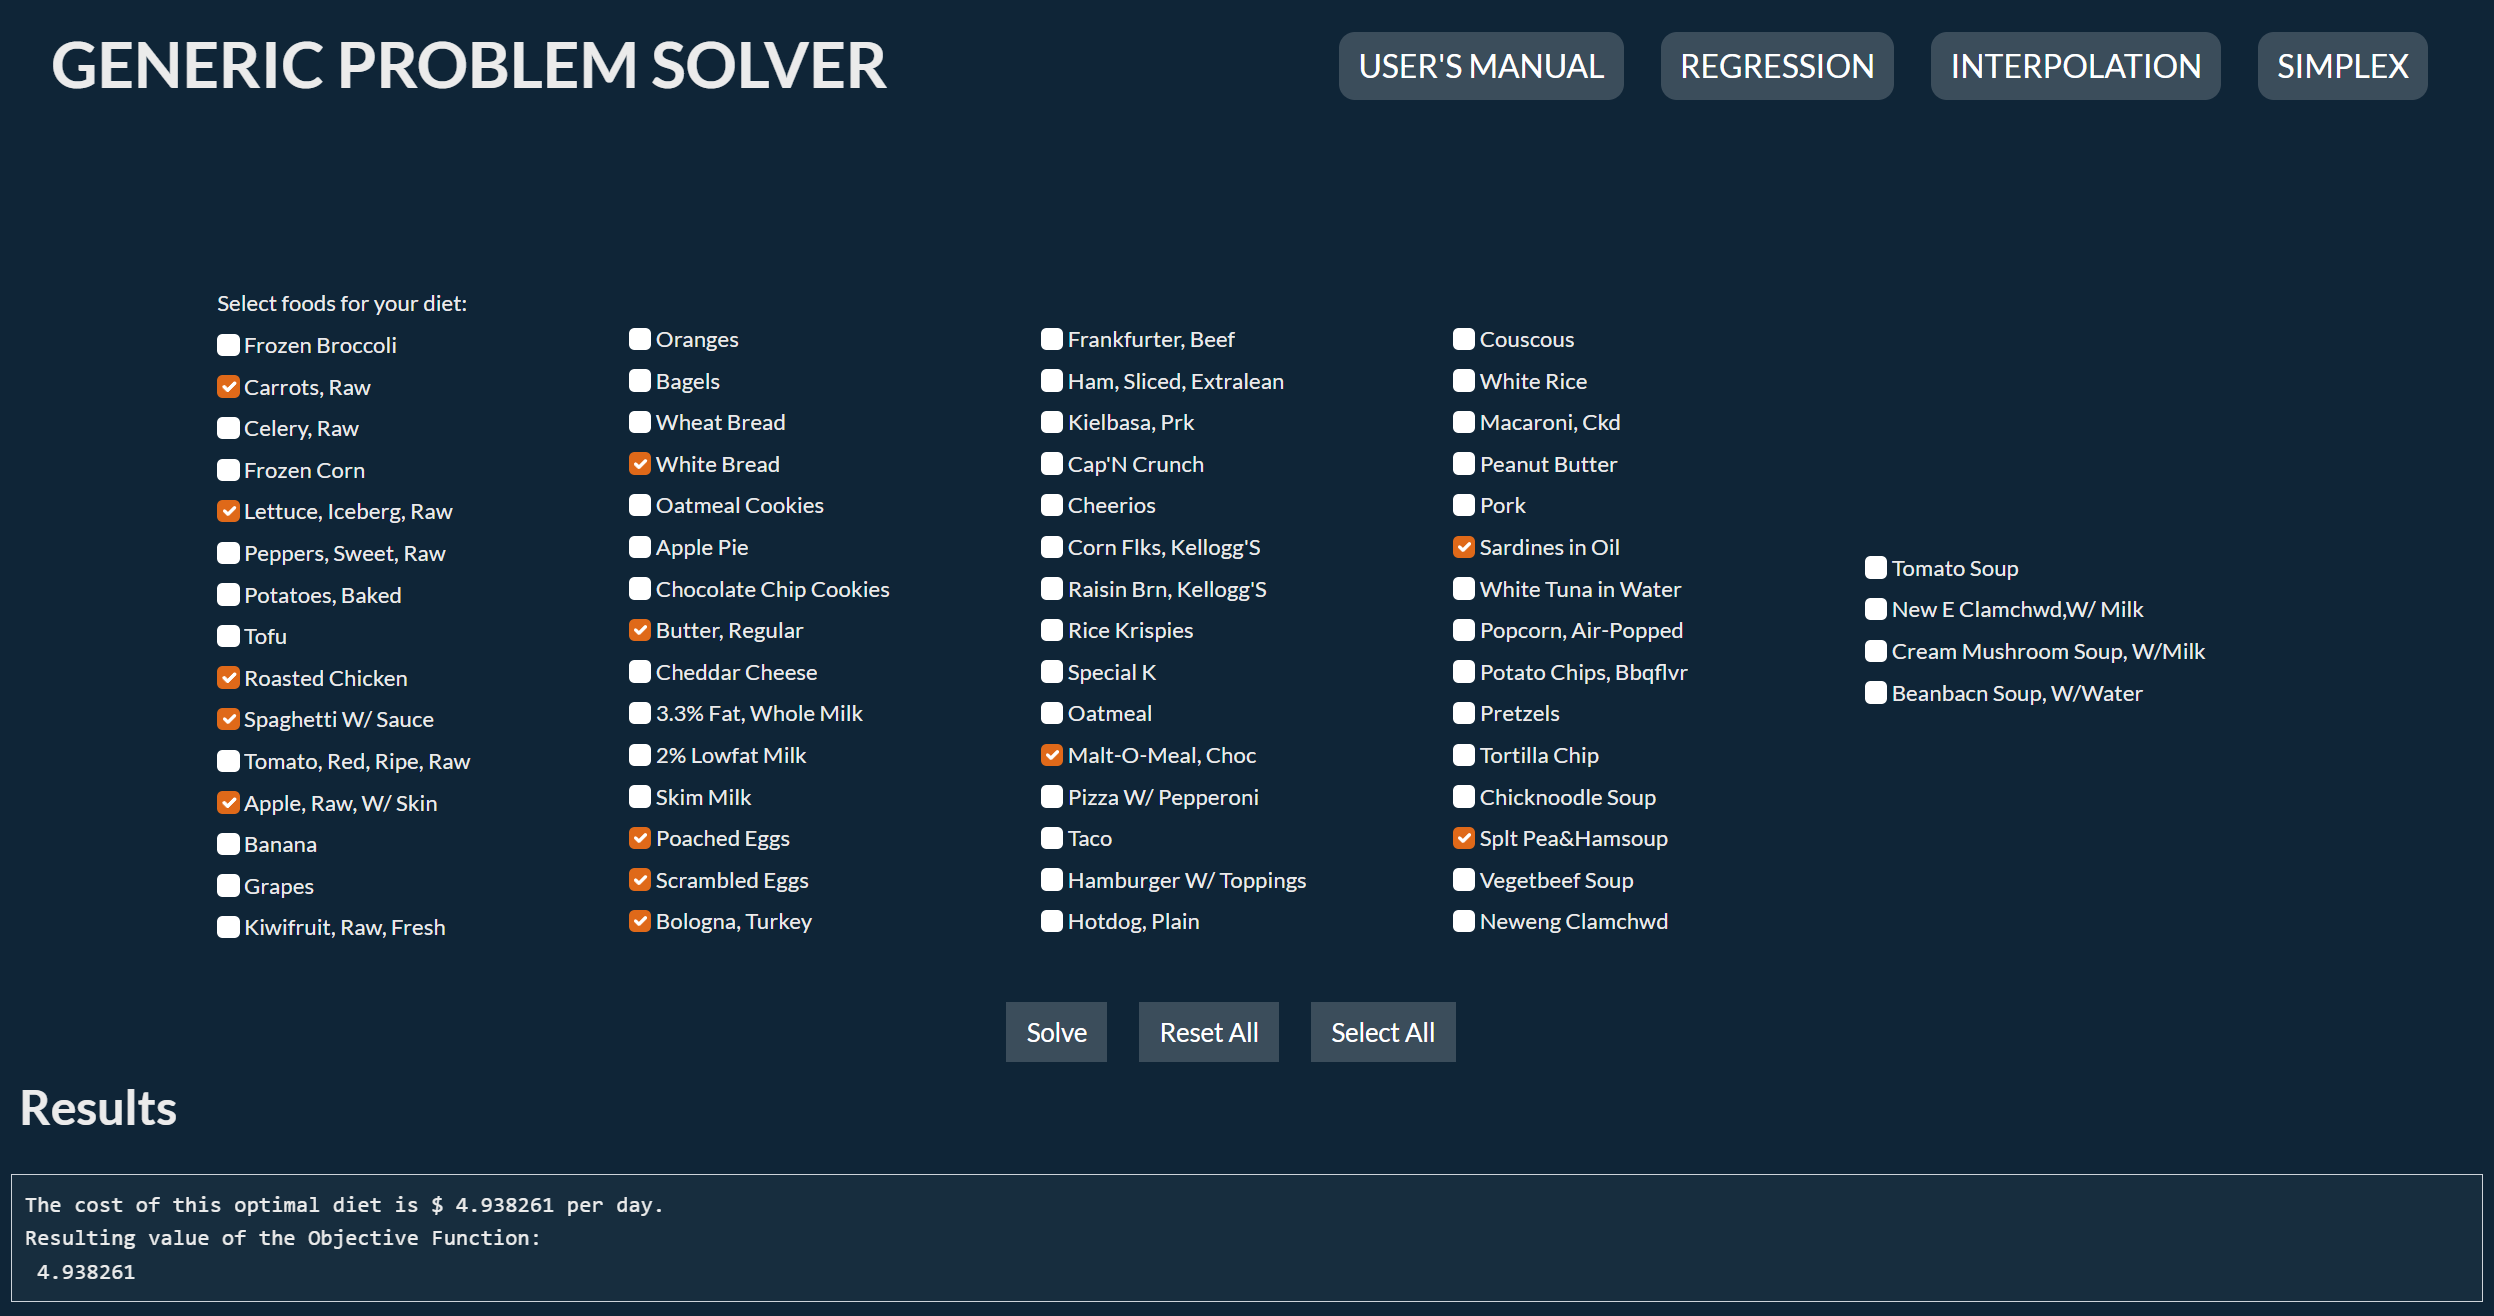 GENERIC PROBLEM SOLVER
USER'S MANUAL
REGRESSION
INTERPOLATION
SIMPLEX
Select foods for your diet:
Frozen Broccoli
Carrots, Raw
Celery, Raw
Frozen Corn
Lettuce, Iceberg, Raw
Peppers, Sweet, Raw
Potatoes, Baked
Tofu
Roasted Chicken
Spaghetti W/ Sauce
Tomato, Red, Ripe, Raw
Apple, Raw, W/ Skin
Banana
Grapes
Kiwifruit, Raw, Fresh
Oranges
Bagels
Wheat Bread
White Bread
Oatmeal Cookies
Apple Pie
Chocolate Chip Cookies
Butter, Regular
Cheddar Cheese
3.3% Fat, Whole Milk
2% Lowfat Milk
Skim Milk
Poached Eggs
Scrambled Eggs
Bologna, Turkey
Frankfurter, Beef
Ham, Sliced, Extralean
Kielbasa, Prk
Cap'N Crunch
Cheerios
Corn Flks, Kellogg'S
Raisin Brn, Kellogg'S
Rice Krispies
Special K
Oatmeal
Malt-O-Meal, Choc
Pizza W/ Pepperoni
Taco
Hamburger W/ Toppings
Hotdog, Plain
Couscous
White Rice
Macaroni, Ckd
Peanut Butter
Pork
Sardines in Oil
White Tuna in Water
Popcorn, Air-Popped
Potato Chips, Bbqflvr
Pretzels
Tortilla Chip
Chicknoodle Soup
Splt Pea&Hamsoup
Vegetbeef Soup
Neweng Clamchwd
Tomato Soup
New E Clamchwd,W/ Milk
Cream Mushroom Soup, W/Milk
Beanbacn Soup, W/Water
Solve
Reset All
Select All
Results
The cost of this optimal diet is $ 4.938261 per day.
Resulting value of the Objective Function:
4.938261